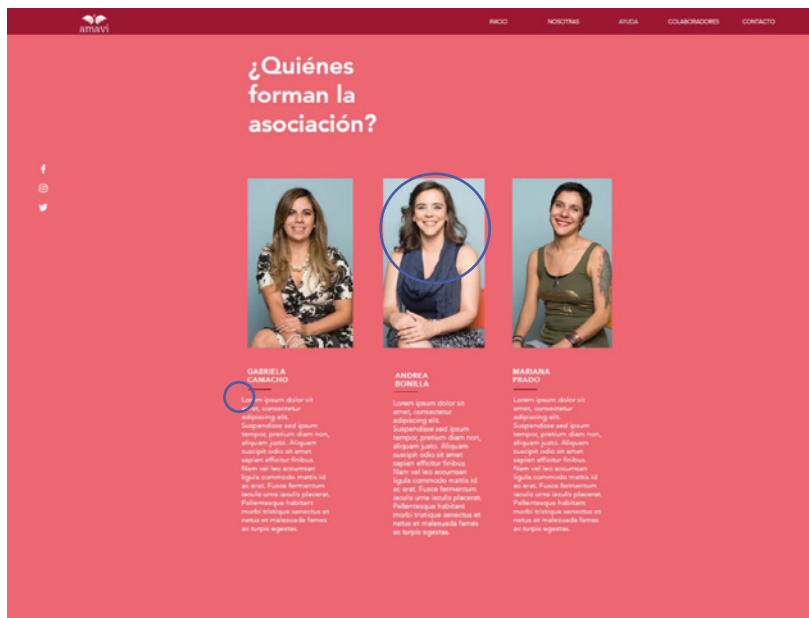 amavi
INICIO NOSOTRAS AYUDA COLABORADORES CONTACTO
¿Quiénes
forman la
asociación?
GABRIELA
CAMACHO
Lorem ipsum dolor sit
amet, consectetur
adipiscing elit.
Suspendisse sed ipsum
tempor, pretium diam non,
aliquam justo. Aliquam
suscipit odio sit amet
sapien efficitur finibus.
Nam vel leo accumsan
ligula commodo mattis id
ac erat. Fusce fermentum
iaculis urna iaculis placerat.
Pellentesque habitant
morbi tristique senectus et
netus et malesuada fames
ac turpis egestas.
ANDREA
BONILLA
Lorem ipsum dolor sit
amet, consectetur
adipiscing elit.
Suspendisse sed ipsum
tempor, pretium diam non,
aliquam justo. Aliquam
suscipit odio sit amet
sapien efficitur finibus.
Nam vel leo accumsan
ligula commodo mattis id
ac erat. Fusce fermentum
iaculis urna iaculis placerat.
Pellentesque habitant
morbi tristique senectus et
netus et malesuada fames
ac turpis egestas.
MARIANA
PRADO
Lorem ipsum dolor sit
amet, consectetur
adipiscing elit.
Suspendisse sed ipsum
tempor, pretium diam non,
aliquam justo. Aliquam
suscipit odio sit amet
sapien efficitur finibus.
Nam vel leo accumsan
ligula commodo mattis id
ac erat. Fusce fermentum
iaculis urna iaculis placerat.
Pellentesque habitant
morbi tristique senectus et
netus et malesuada fames
ac turpis egestas.